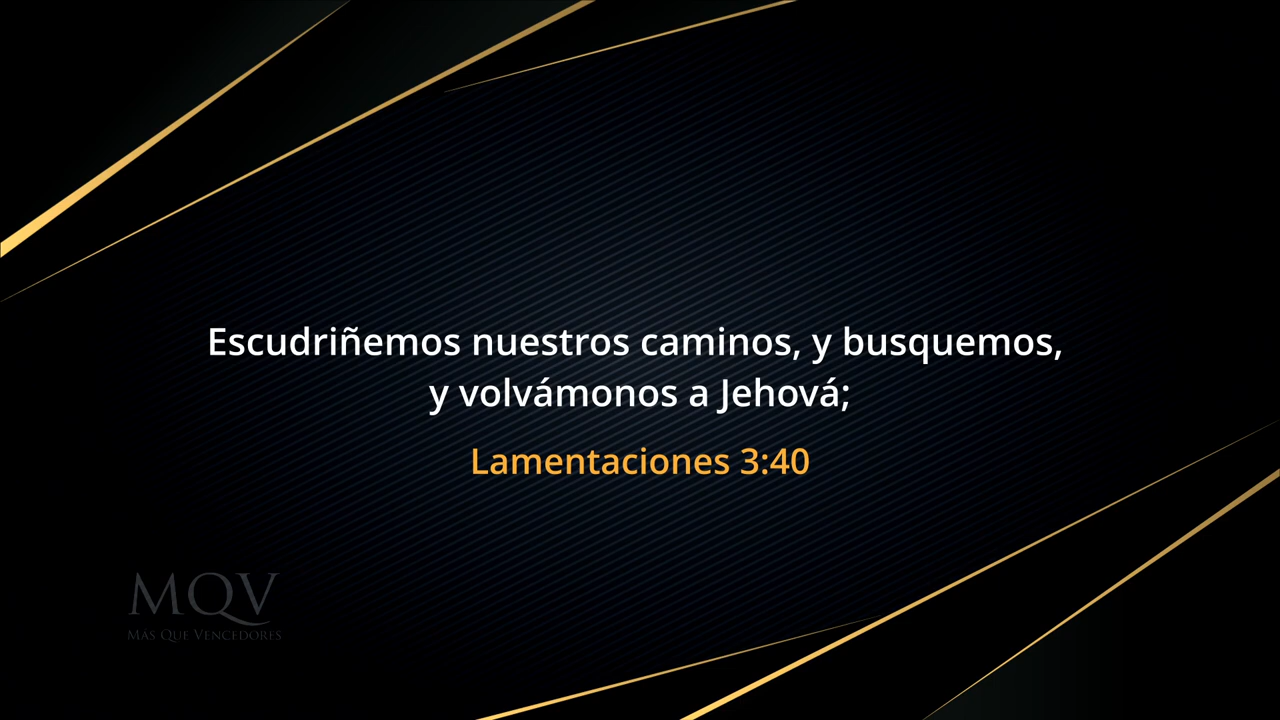 Escudriñemos nuestros caminos, y busquemos,
y volvámonos a Jehová;
Lamentaciones 3:40
MQV
Más Que Vencedores